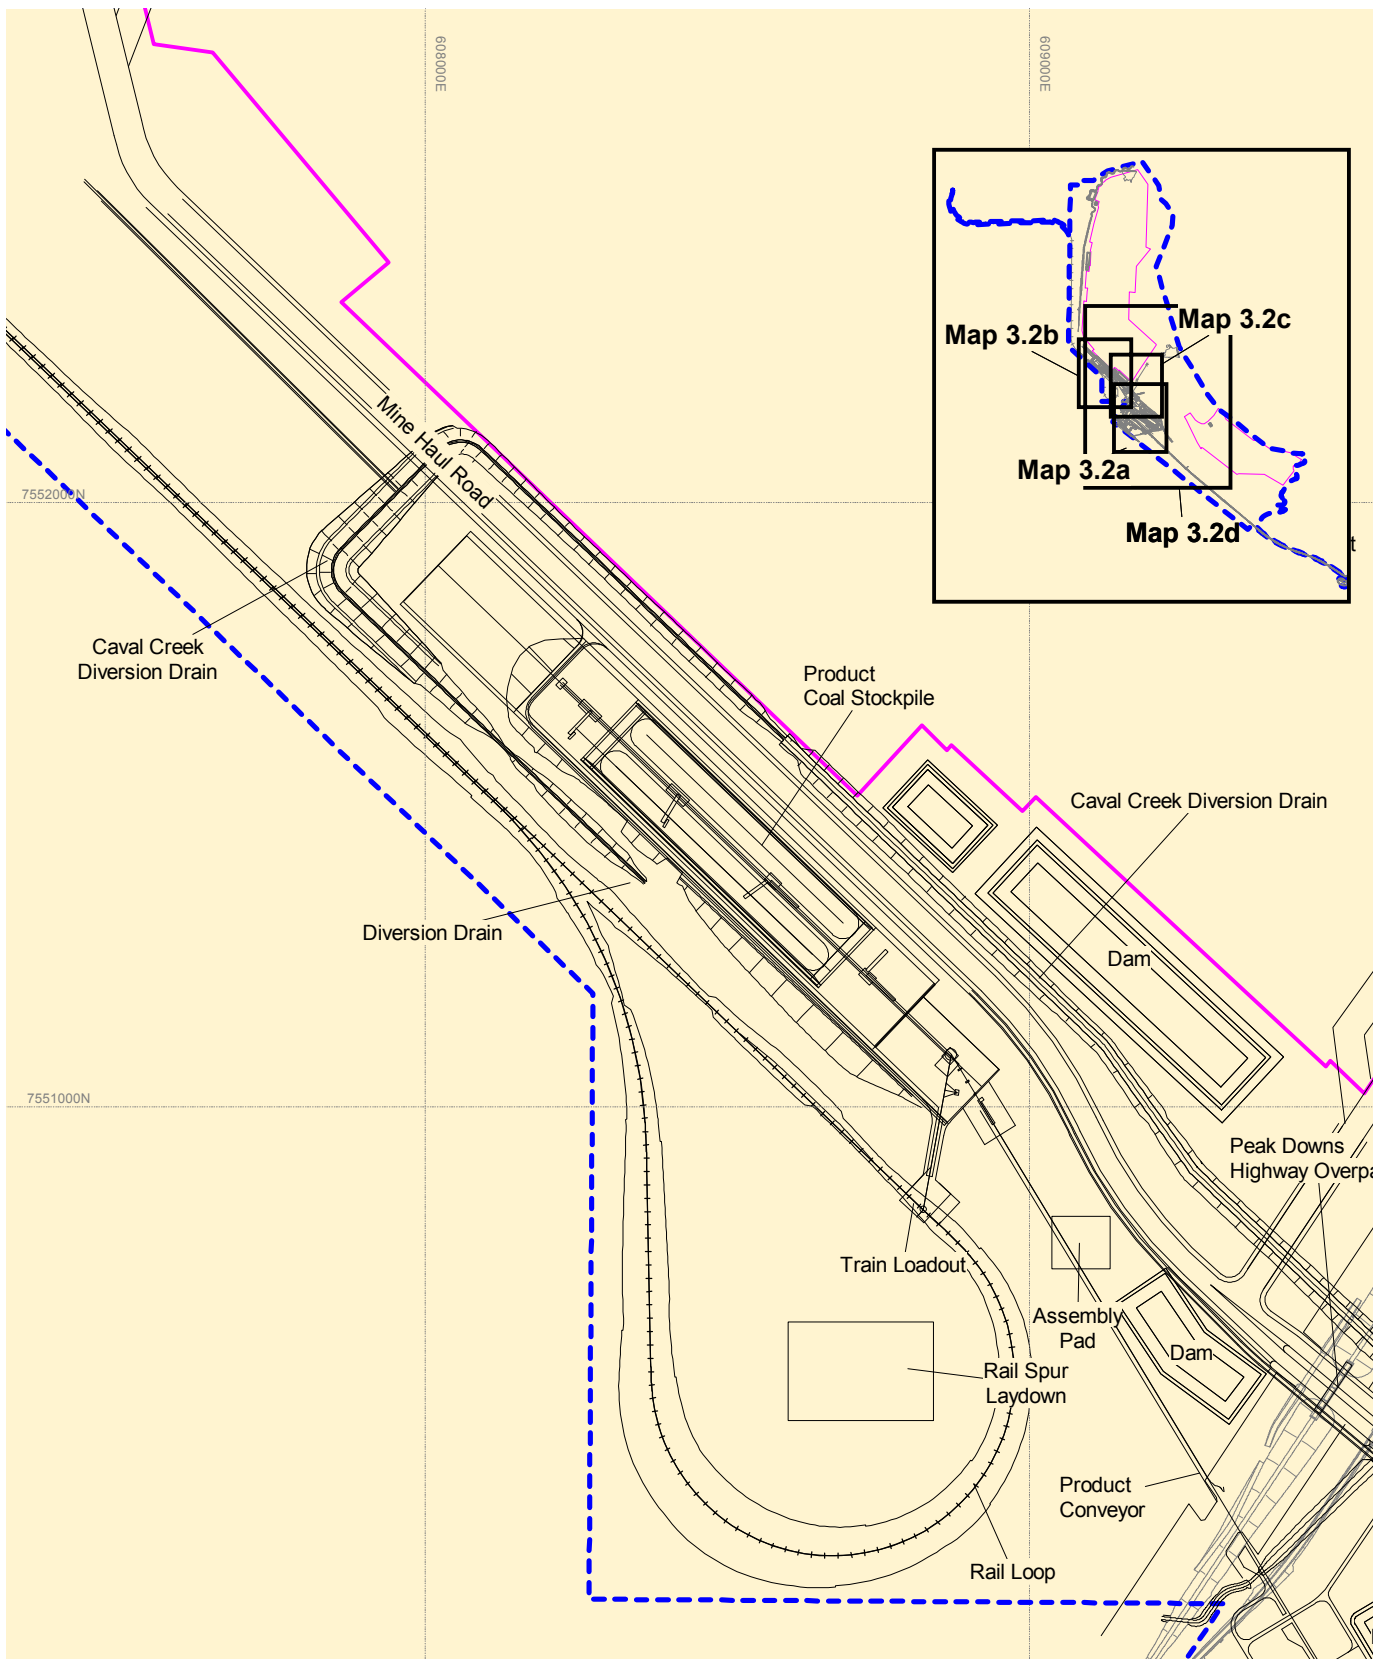 608000E
609000E
Map 3.2b
Map 3.2c
Map 3.2a
Map 3.2d
t
Mine Haul Road
7552000N
Caval Creek
Diversion Drain
Product
Coal Stockpile
Caval Creek Diversion Drain
Diversion Drain
Dam
7551000N
Peak Downs
Highway Overpa
Train Loadout
Assembly
Pad
Dam
Rail Spur
Laydown
Product
Conveyor
Rail Loop